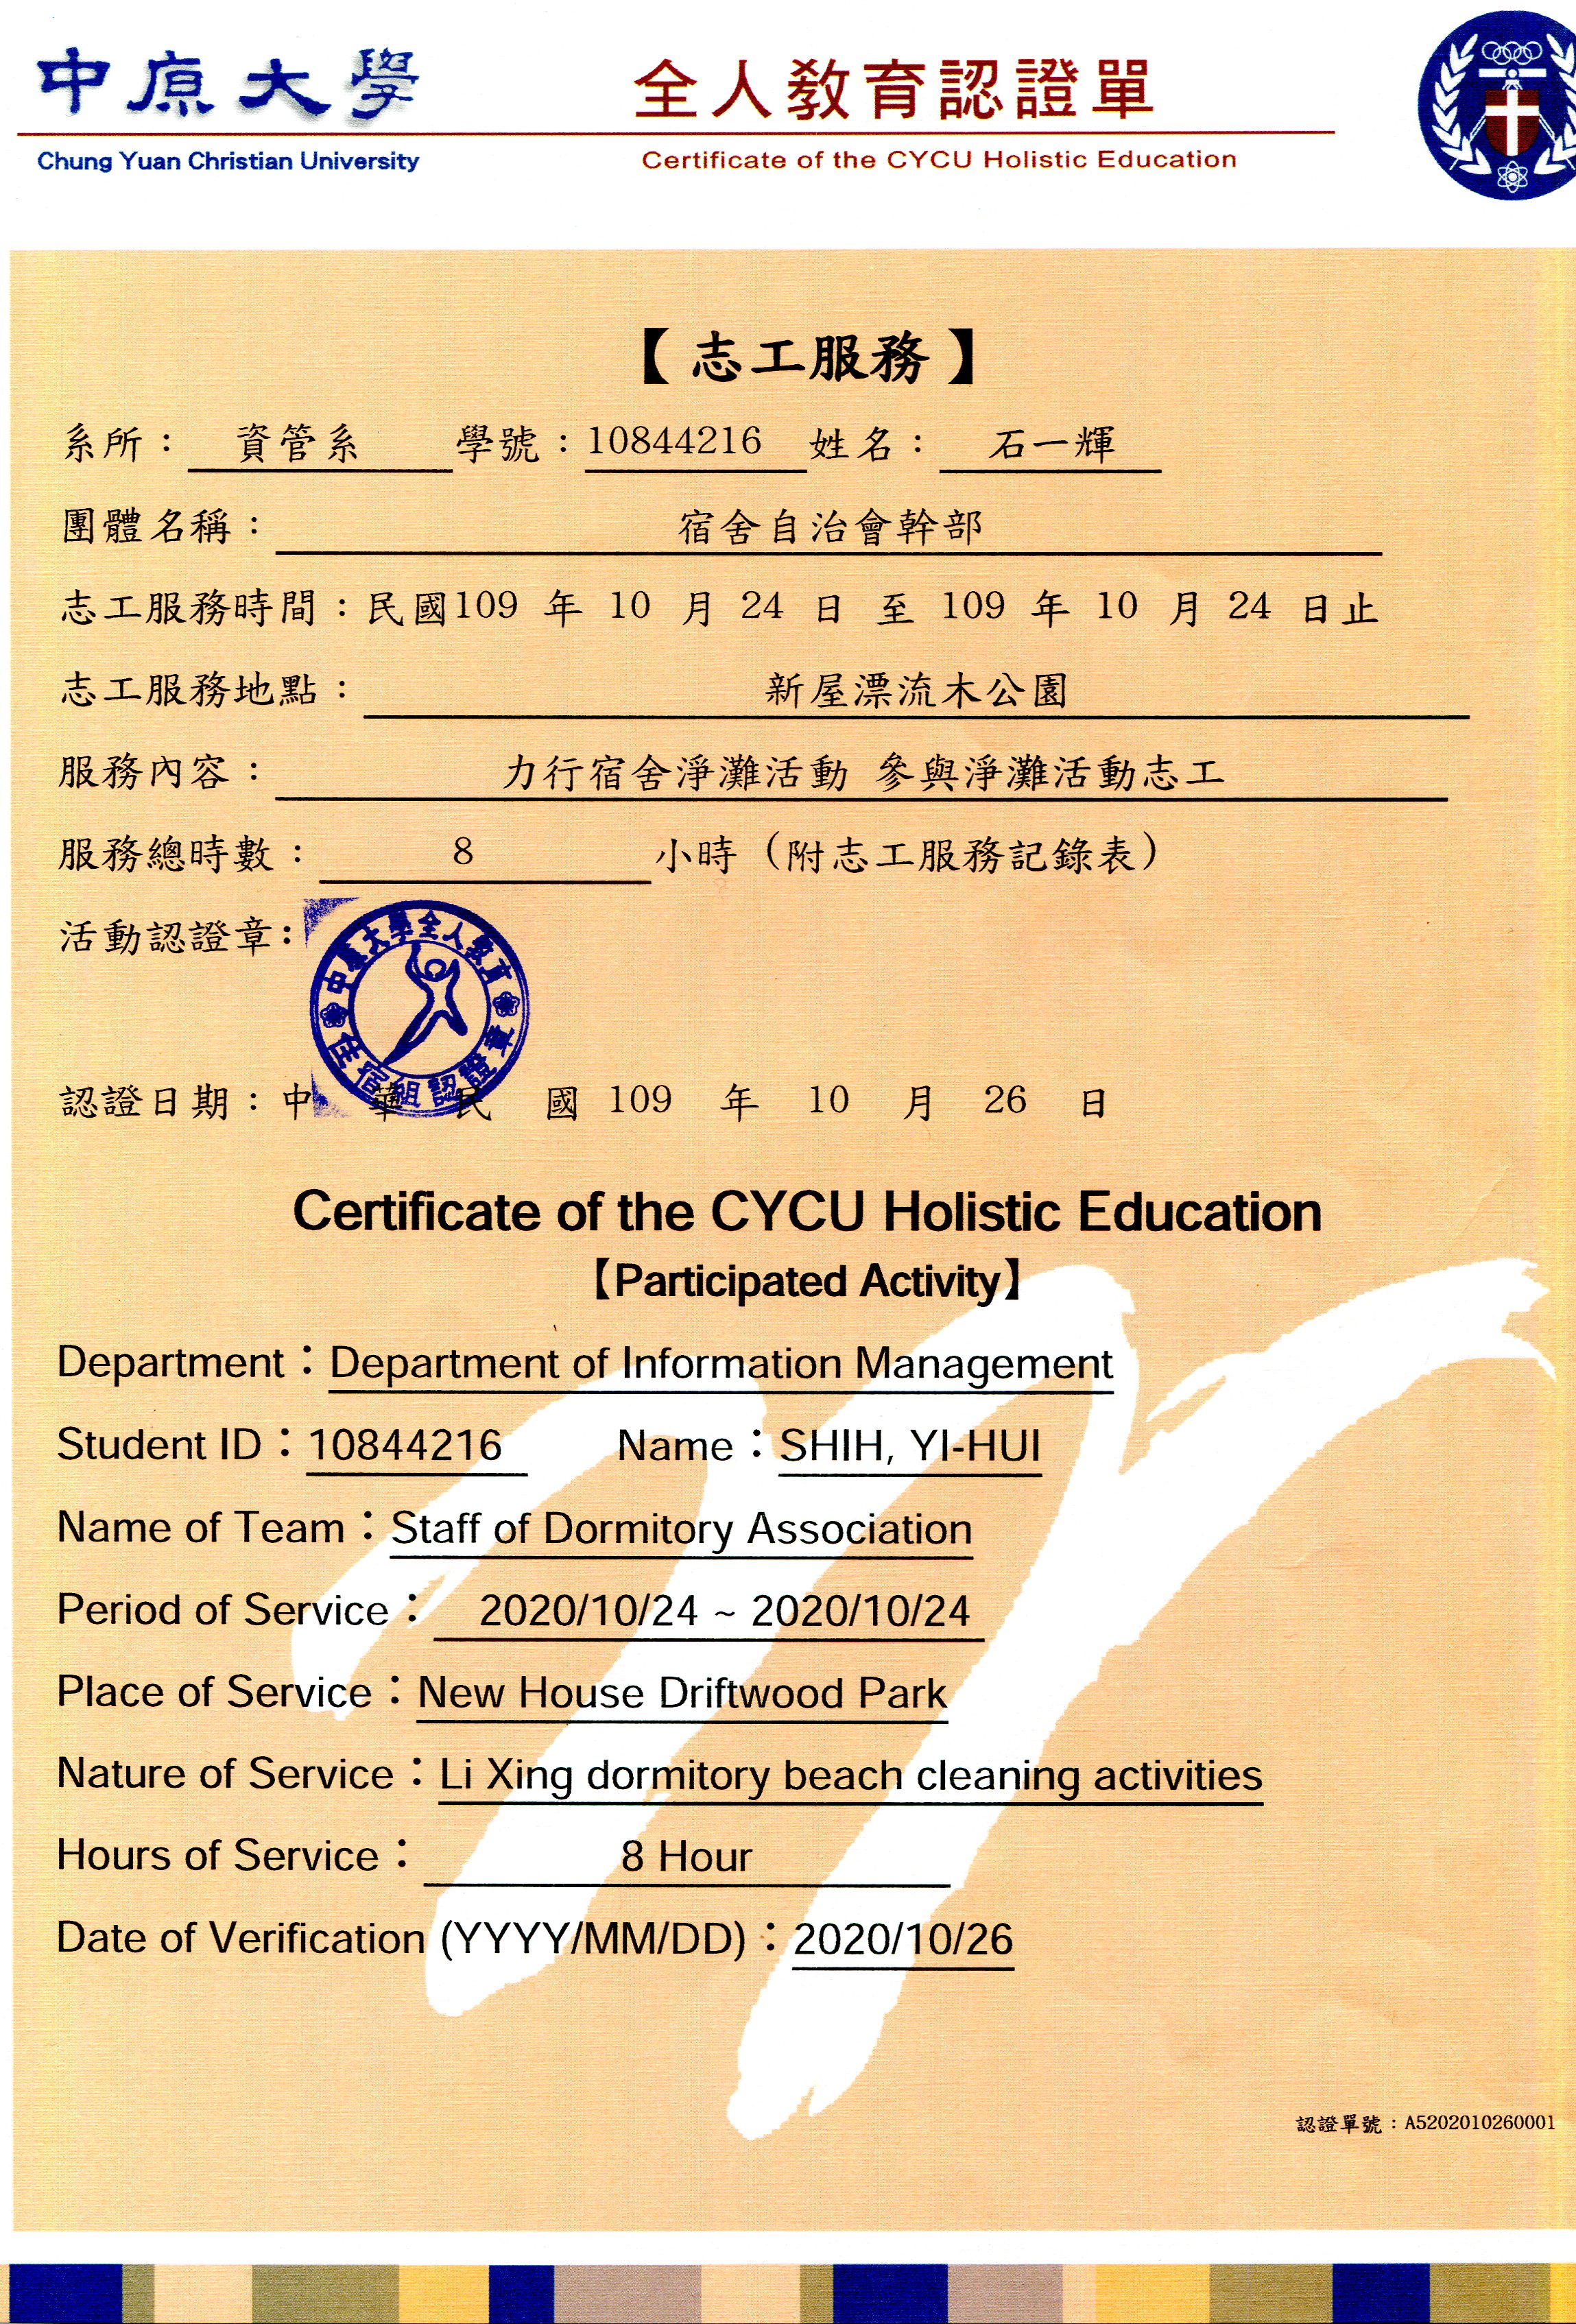 中原大學
Chung Yuan Christian University
全人教育認證單
Certificate of the CYCU Holistic Education
【志工服務】
系所： 資管系 學號：10844216 姓名： 石一輝
團體名稱： 宿舍自治會幹部
志工服務時間：民國109 年 10 月 24 日 至 109 年 10 月 24 日止
志工服務地點： 新屋漂流木公園
服務內容： 力行宿舍淨灘活動 參與淨灘活動志工
服務總時數： 8 小時（附志工服務記錄表）
活動認證章：
中原大學全人教育
住宿組認證章
認證日期：中 華 民 國 109 年 10 月 26 日
Certificate of the CYCU Holistic Education
【Participated Activity】
Department：Department of Information Management
Student ID：10844216 Name：SHIH, YI-HUI
Name of Team：Staff of Dormitory Association
Period of Service： 2020/10/24 ~ 2020/10/24
Place of Service：New House Driftwood Park
Nature of Service：Li Xing dormitory beach cleaning activities
Hours of Service： 8 Hour
Date of Verification (YYYY/MM/DD)：2020/10/26
認證單號：A5202010260001